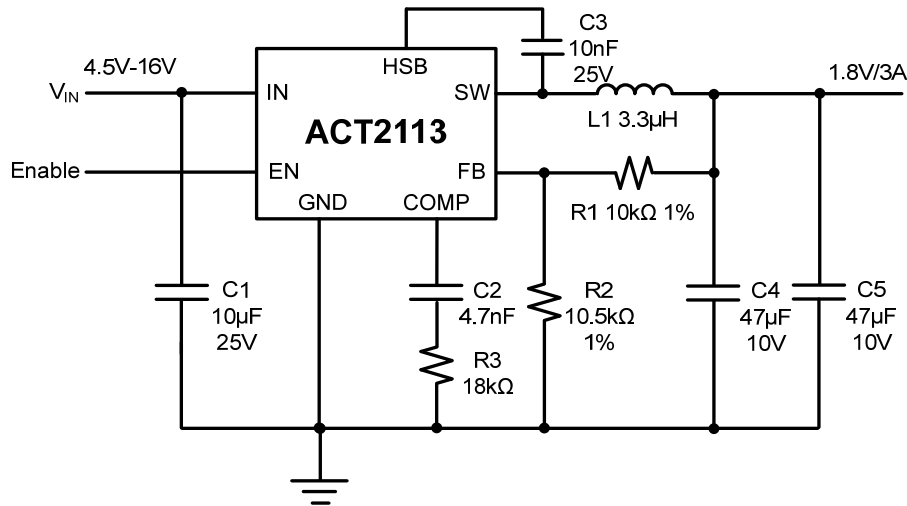 4.5V-16V
VIN
Enable
HSB
IN
SW
ACT2113
EN
FB
GND
COMP
C3
10nF
25V
L1 3.3µH
1.8V/3A
R1 10kΩ 1%
C1
10µF
25V
C2
4.7nF
R3
18kΩ
R2
10.5kΩ
1%
C4
47µF
10V
C5
47µF
10V